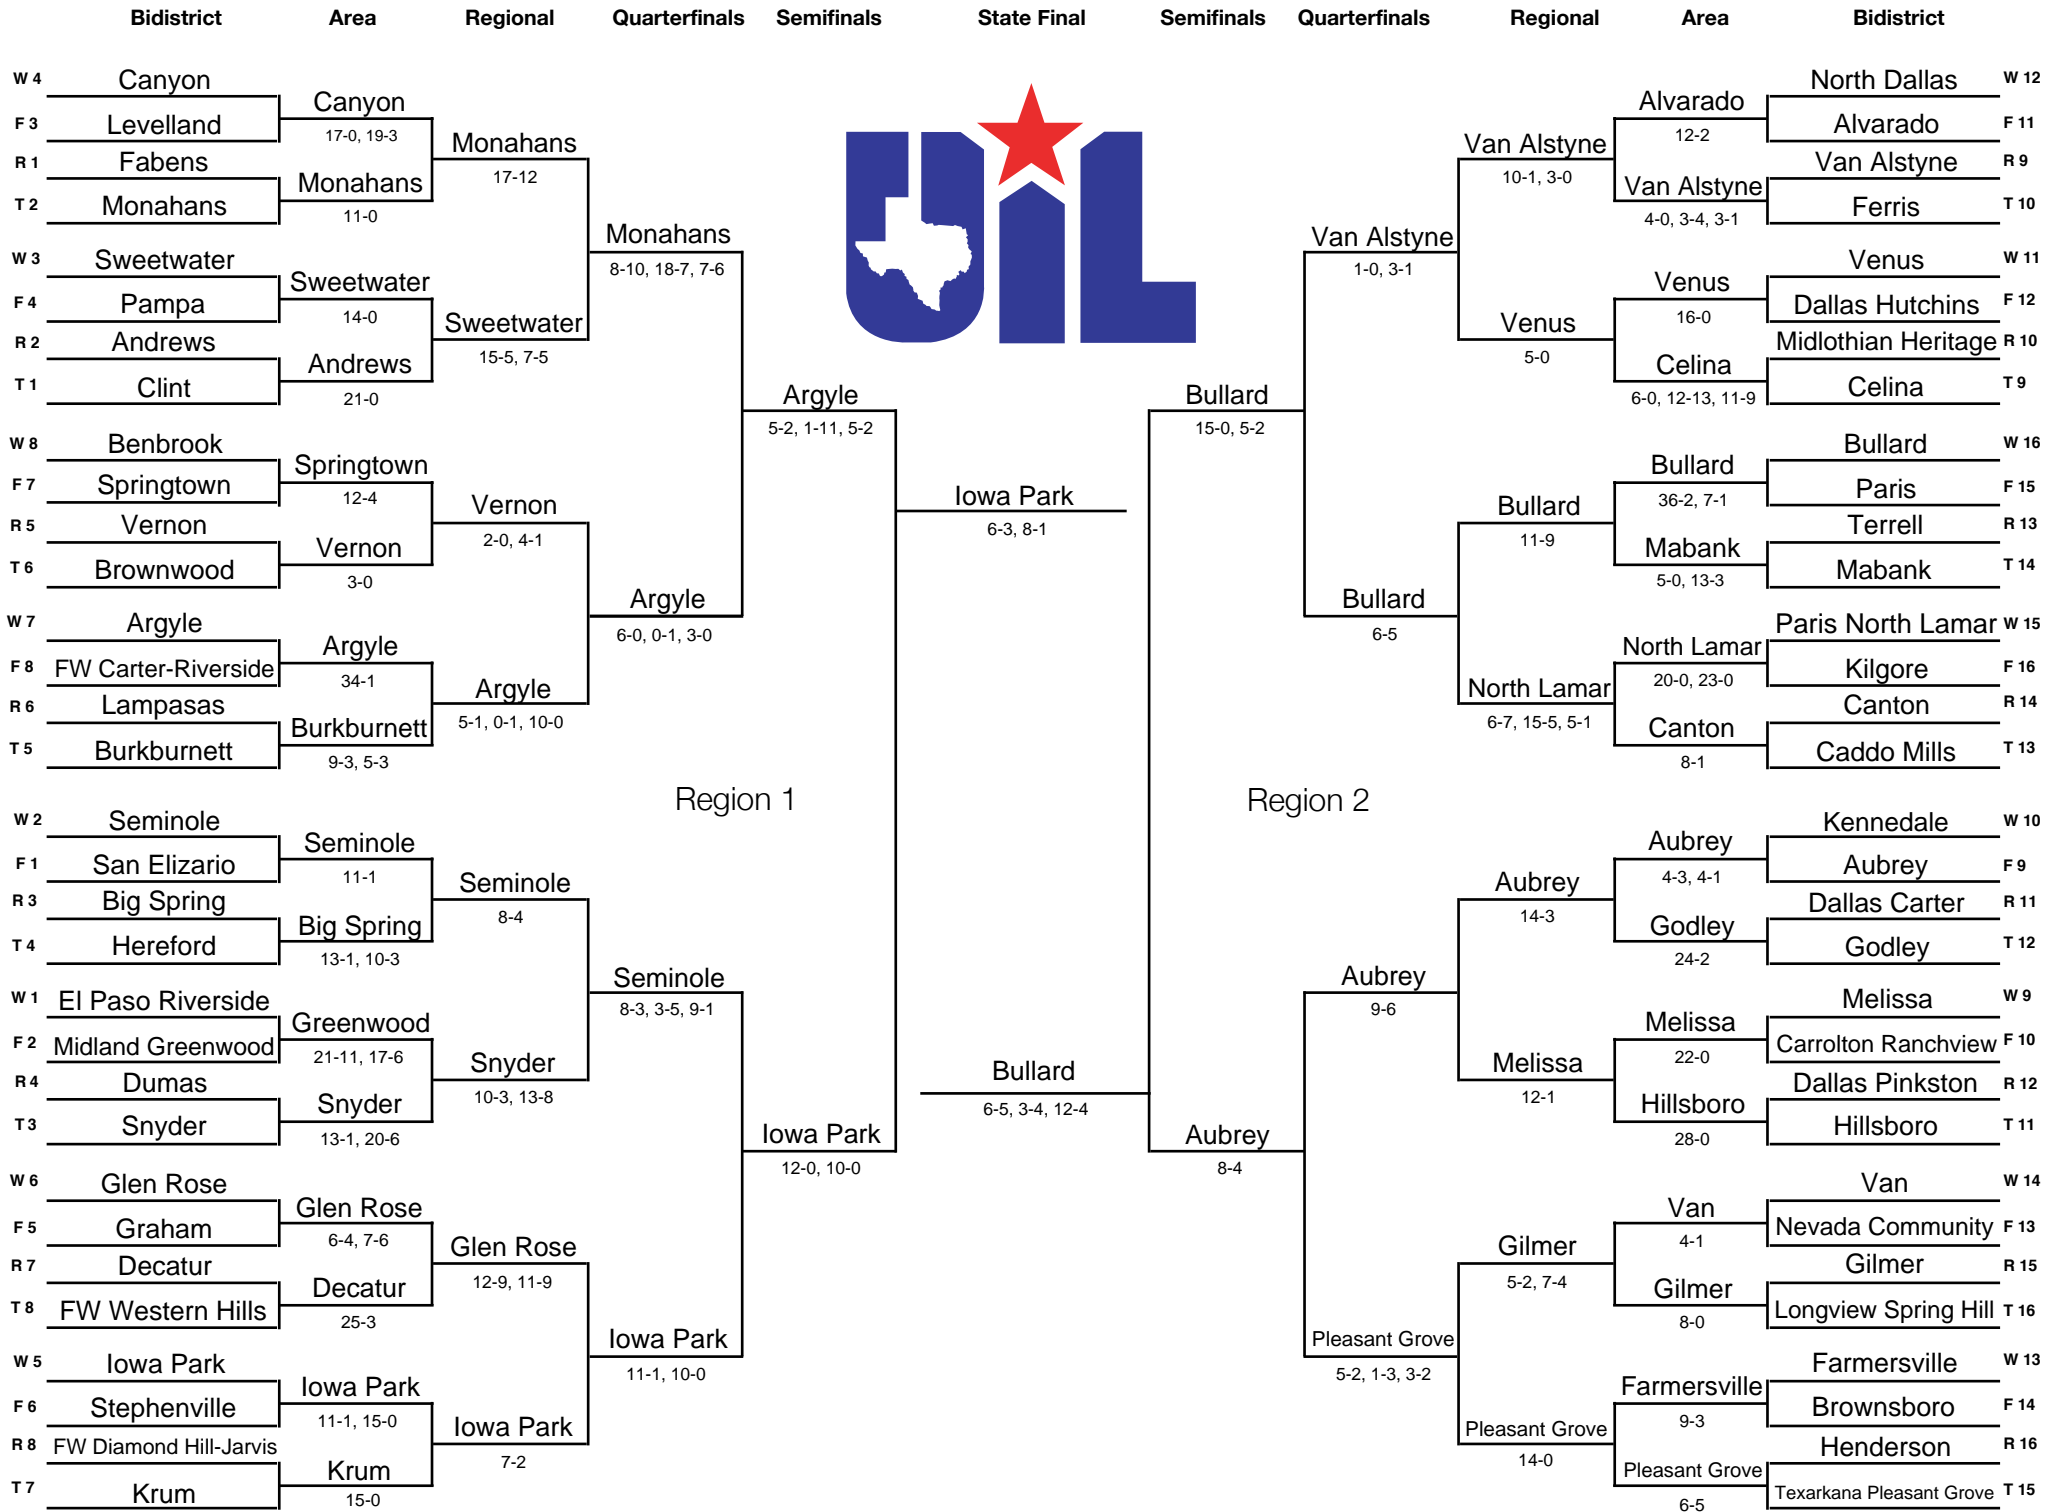 Bidistrict Area Regional Quarterfinals Semifinals State Final Semifinals Quarterfinals Regional Area Bidistrict
W 4 Canyon
F 3 Levelland
R 1 Fabens
T 2 Monahans
W 3 Sweetwater
F 4 Pampa
R 2 Andrews
T 1 Clint
W 8 Benbrook
F 7 Springtown
R 5 Vernon
T 6 Brownwood
W 7 Argyle
F 8 FW Carter-Riverside
R 6 Lampasas
T 5 Burkburnett
W 2 Seminole
F 1 San Elizario
R 3 Big Spring
T 4 Hereford
W 1 El Paso Riverside
F 2 Midland Greenwood
R 4 Dumas
T 3 Snyder
W 6 Glen Rose
F 5 Graham
R 7 Decatur
T 8 FW Western Hills
W 5 Iowa Park
F 6 Stephenville
R 8 FW Diamond Hill-Jarvis
T 7 Krum
Canyon
17-0, 19-3
Monahans
11-0
Sweetwater
14-0
Andrews
21-0
Springtown
12-4
Vernon
3-0
Argyle
34-1
Burkburnett
9-3, 5-3
Seminole
11-1
Big Spring
13-1, 10-3
Greenwood
21-11, 17-6
Snyder
13-1, 20-6
Glen Rose
6-4, 7-6
Decatur
25-3
Iowa Park
11-1, 15-0
Krum
15-0
Monahans
17-12
Sweetwater
15-5, 7-5
Vernon
2-0, 4-1
Argyle
5-1, 0-1, 10-0
Seminole
8-4
Snyder
10-3, 13-8
Glen Rose
12-9, 11-9
Iowa Park
7-2
Monahans
8-10, 18-7, 7-6
Argyle
6-0, 0-1, 3-0
Region 1
Seminole
8-3, 3-5, 9-1
Iowa Park
11-1, 10-0
Argyle
5-2, 1-11, 5-2
Iowa Park
12-0, 10-0
UIL
Iowa Park
6-3, 8-1
Bullard
6-5, 3-4, 12-4
Bullard
15-0, 5-2
Aubrey
8-4
Van Alstyne
1-0, 3-1
Bullard
6-5
Region 2
Aubrey
9-6
Pleasant Grove
5-2, 1-3, 3-2
Van Alstyne
10-1, 3-0
Venus
5-0
Bullard
11-9
North Lamar
6-7, 15-5, 5-1
Aubrey
14-3
Melissa
12-1
Gilmer
5-2, 7-4
Pleasant Grove
14-0
Alvarado
12-2
Van Alstyne
4-0, 3-4, 3-1
Venus
16-0
Celina
6-0, 12-13, 11-9
Bullard
36-2, 7-1
Mabank
5-0, 13-3
North Lamar
20-0, 23-0
Canton
8-1
Aubrey
4-3, 4-1
Godley
24-2
Melissa
22-0
Hillsboro
28-0
Van
4-1
Gilmer
8-0
Farmersville
9-3
Pleasant Grove
6-5
North Dallas W 12
Alvarado F 11
Van Alstyne R 9
Ferris T 10
Venus W 11
Dallas Hutchins F 12
Midlothian Heritage R 10
Celina T 9
Bullard W 16
Paris F 15
Terrell R 13
Mabank T 14
Paris North Lamar W 15
Kilgore F 16
Canton R 14
Caddo Mills T 13
Kennedale W 10
Aubrey F 9
Dallas Carter R 11
Godley T 12
Melissa W 9
Carrolton Ranchview F 10
Dallas Pinkston R 12
Hillsboro T 11
Van W 14
Nevada Community F 13
Gilmer R 15
Longview Spring Hill T 16
Farmersville W 13
Brownsboro F 14
Henderson R 16
Texarkana Pleasant Grove T 15